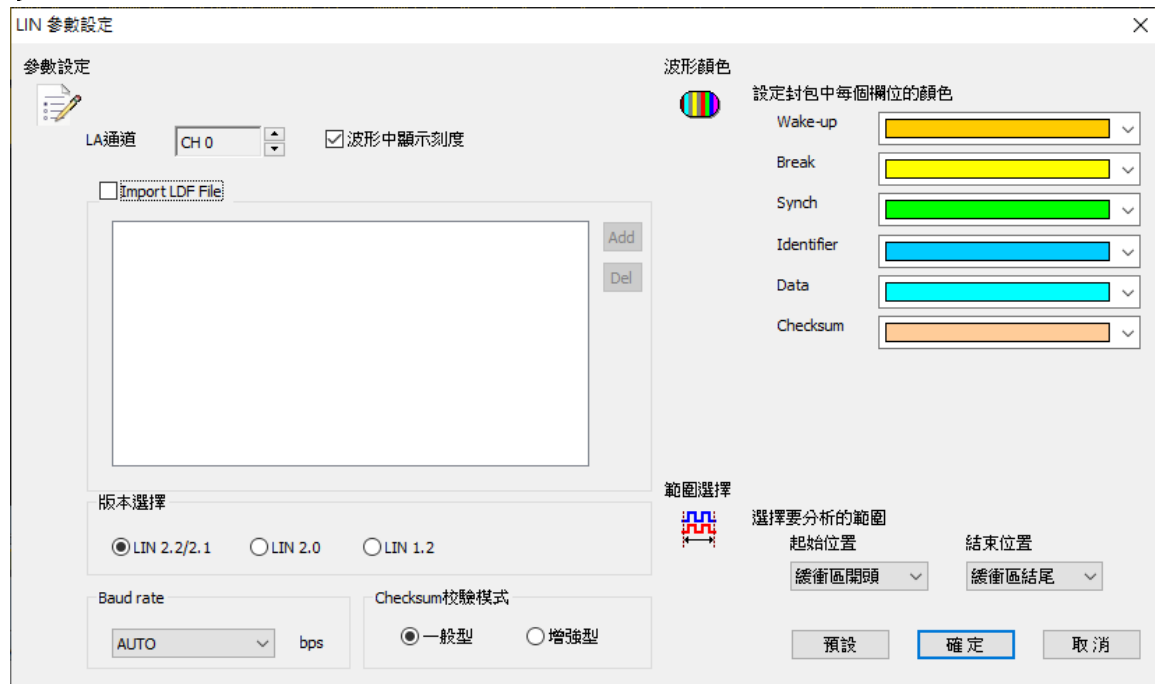 LIN 參數設定
參數設定
LA通道
CH 0
波形中顯示刻度
Import LDF File
Add
Del
版本選擇
LIN 2.2/2.1
LIN 2.0
LIN 1.2
Baud rate
AUTO
bps
Checksum校驗模式
一般型
增強型
波形顏色
設定封包中每個欄位的顏色
Wake-up
Break
Synch
Identifier
Data
Checksum
範圍選擇
選擇要分析的範圍
起始位置
結束位置
緩衝區開頭
緩衝區結尾
預設
確定
取消